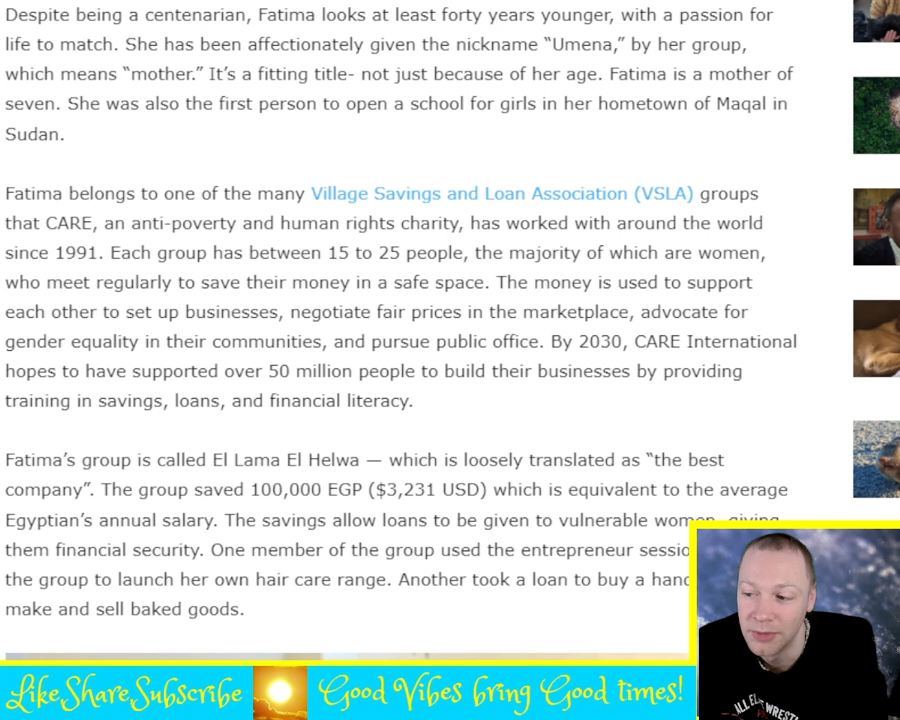 Despite being a centenarian, Fatima looks at least forty years younger, with a passion for
life to match. She has been affectionately given the nickname “Umena,” by her group,
which means “mother.” It’s a fitting title- not just because of her age. Fatima is a mother of
seven. She was also the first person to open a school for girls in her hometown of Maqal in
Sudan.
Fatima belongs to one of the many Village Savings and Loan Association (VSLA) groups
that CARE, an anti-poverty and human rights charity, has worked with around the world
since 1991. Each group has between 15 to 25 people, the majority of which are women,
who meet regularly to save their money in a safe space. The money is used to support
each other to set up businesses, negotiate fair prices in the marketplace, advocate for
gender equality in their communities, and pursue public office. By 2030, CARE International
hopes to have supported over 50 million people to build their businesses by providing
training in savings, loans, and financial literacy.
Fatima’s group is called El Lama El Helwa — which is loosely translated as “the best
company”. The group saved 100,000 EGP ($3,231 USD) which is equivalent to the average
Egyptian’s annual salary. The savings allow loans to be given to vulnerable women, giving
them financial security. One member of the group used the entrepreneur
the group to launch her own hair care range. Another took a loan to buy a
make and sell baked goods.
Like, Share, Subscribe
Good Vibes bring Good times!
ALL